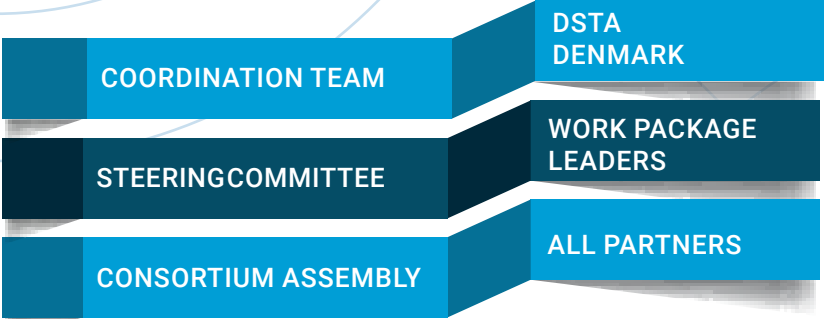 COORDINATION TEAM
DSTA
DENMARK
STEERINGCOMMITTEE
WORK PACKAGE
LEADERS
CONSORTIUM ASSEMBLY
ALL PARTNERS